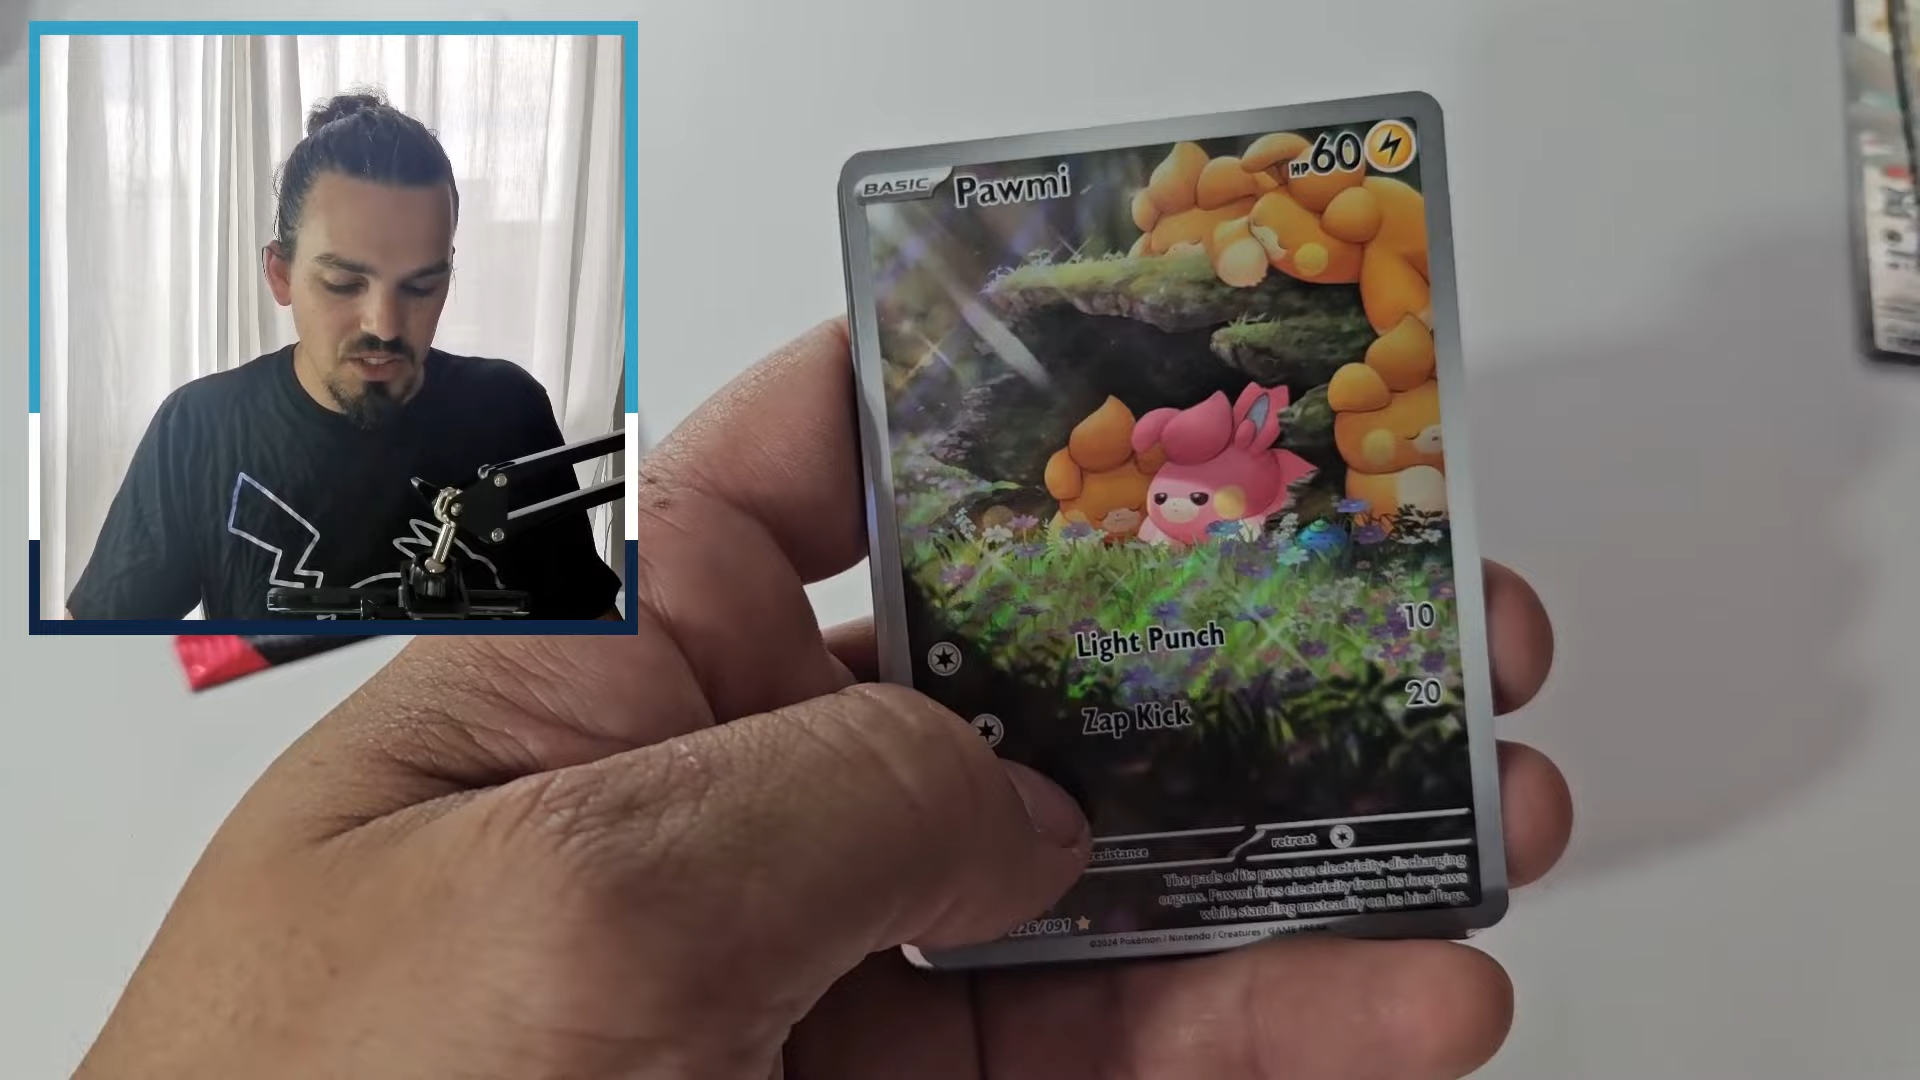 BASIC
Pawmi
HP60
Light Punch
10
Zap Kick
20
resistance
retreat
The pads of its paws are electricity-discharging
organs. Pawmi fires electricity from its forepaws
while standing unsteadily on its hind legs.
226/091
©2024 Pokémon / Nintendo / Creatures / GAME FREAK